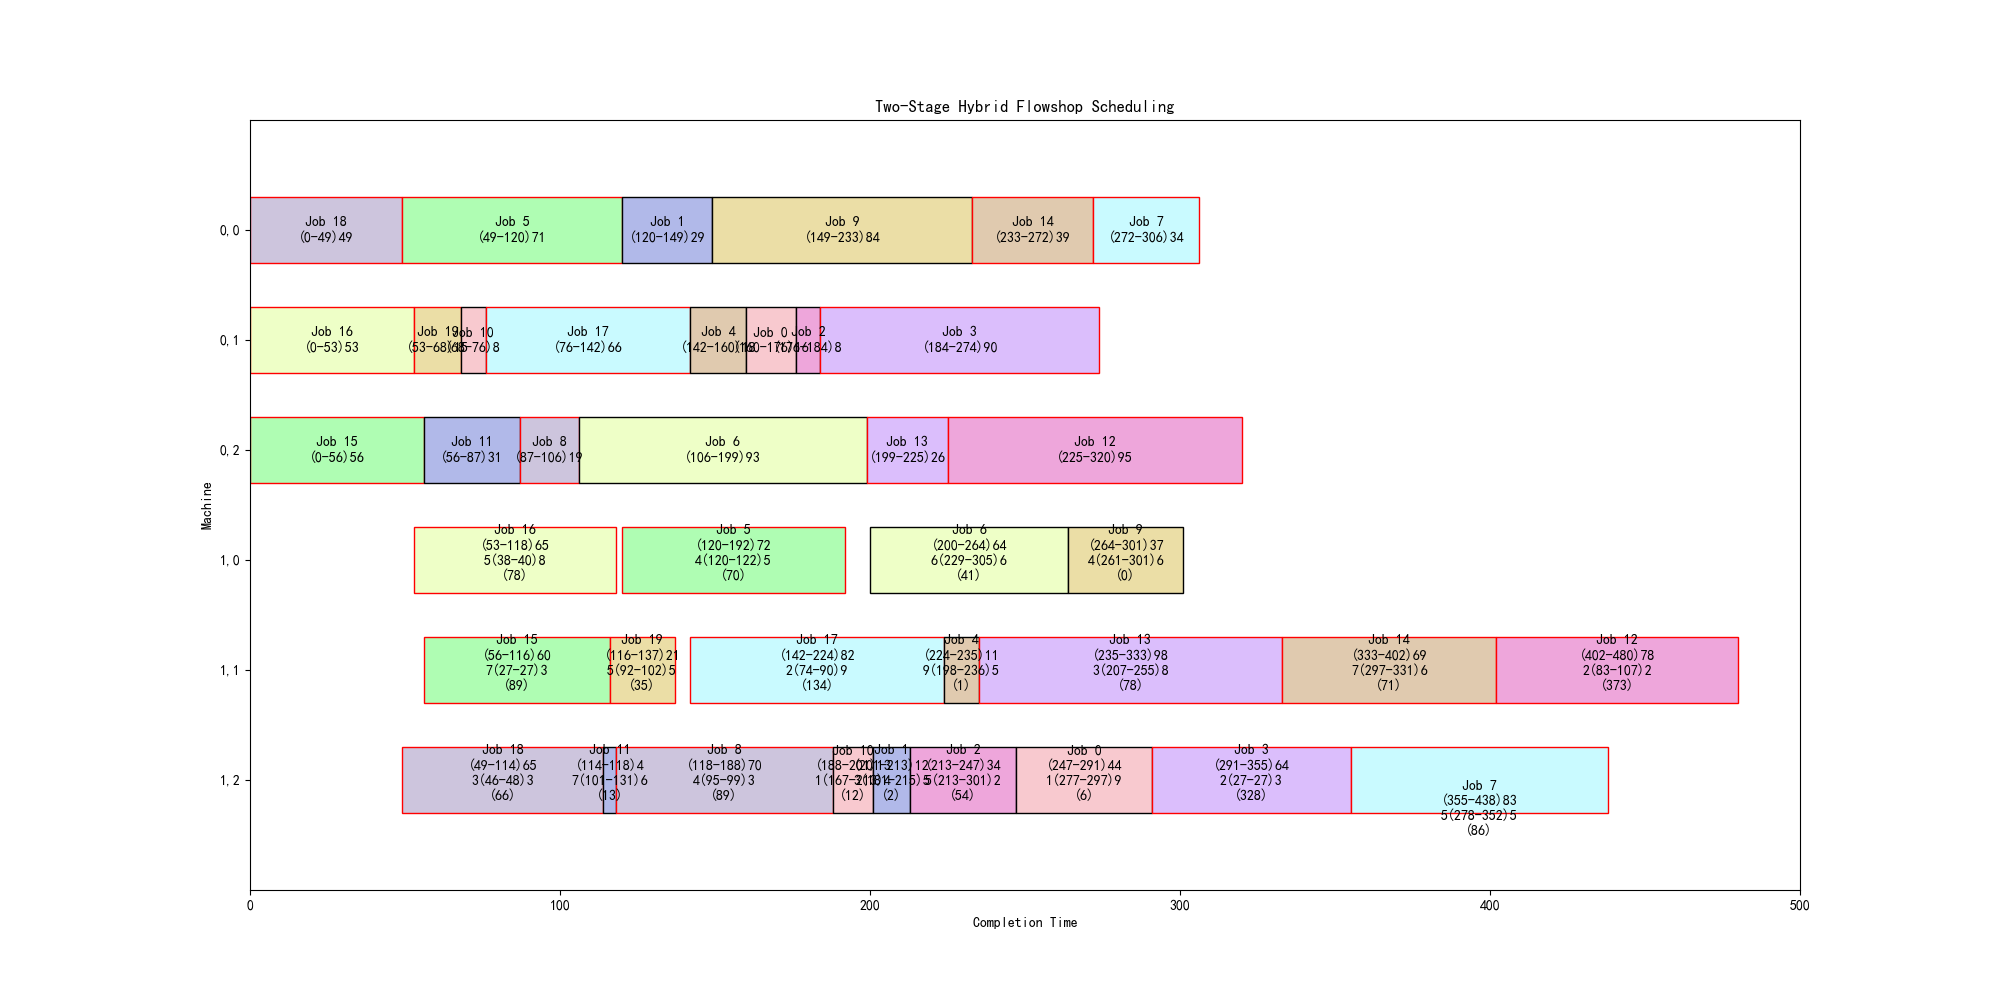 Two-Stage Hybrid Flowshop Scheduling
0,0
Job 18
(0-49)49
Job 5
(49-120)71
Job 1
(120-149)29
Job 9
(149-233)84
Job 14
(233-272)39
Job 7
(272-306)34
0,1
Job 16
(0-53)53
Job 19
(53-68)15
Job 10
(68-76)8
Job 17
(76-142)66
Job 4
(142-160)18
Job 0
(160-176)16
Job 2
(176-184)8
Job 3
(184-274)90
0,2
Job 15
(0-56)56
Job 11
(56-87)31
Job 8
(87-106)19
Job 6
(106-199)93
Job 13
(199-225)26
Job 12
(225-320)95
Machine
1,0
Job 16
(53-118)65
5(38-40)8
(78)
Job 5
(120-192)72
4(120-122)5
(70)
Job 6
(200-264)64
6(229-305)6
(41)
Job 9
(264-301)37
4(261-301)6
(0)
1,1
Job 15
(56-116)60
7(27-27)3
(89)
Job 19
(116-137)21
5(92-102)5
(35)
Job 17
(142-224)82
2(74-90)9
(134)
Job 4
(224-235)11
9(198-236)5
(1)
Job 13
(235-333)98
3(207-255)8
(78)
Job 14
(333-402)69
7(297-331)6
(71)
Job 12
(402-480)78
2(83-107)2
(373)
1,2
Job 18
(49-114)65
3(46-48)3
(66)
Job 11
(114-118)4
7(101-131)6
(13)
Job 8
(118-188)70
4(95-99)3
(89)
Job 10
(188-201)13
(12)
Job 1
(201-213)12
(2)
Job 2
(213-247)34
5(213-301)2
(54)
Job 0
(247-291)44
1(277-297)9
(6)
Job 3
(291-355)64
2(27-27)3
(328)
Job 7
(355-438)83
5(278-352)5
(86)
0
100
200
300
400
500
Completion Time